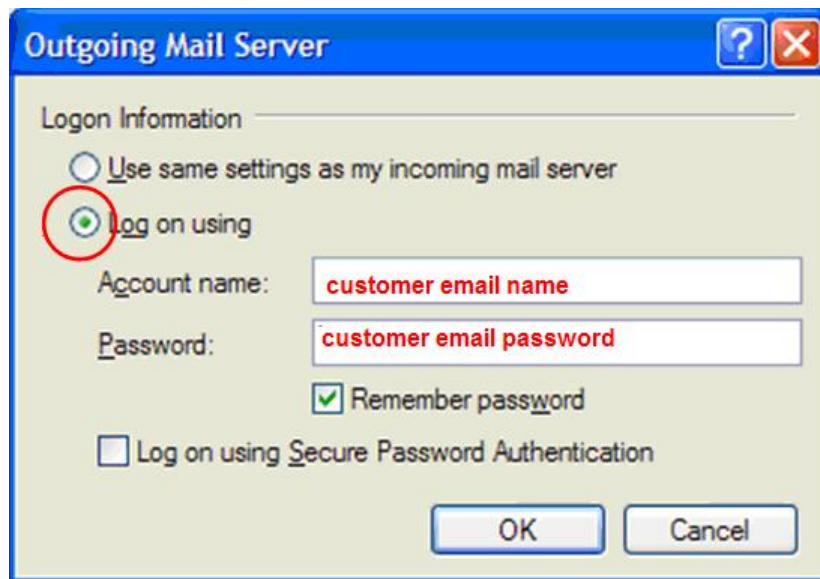 Outgoing Mail Server
Logon Information
Use same settings as my incoming mail server
Log on using
Account name: customer email name
Password: customer email password
Remember password
Log on using Secure Password Authentication
OK Cancel